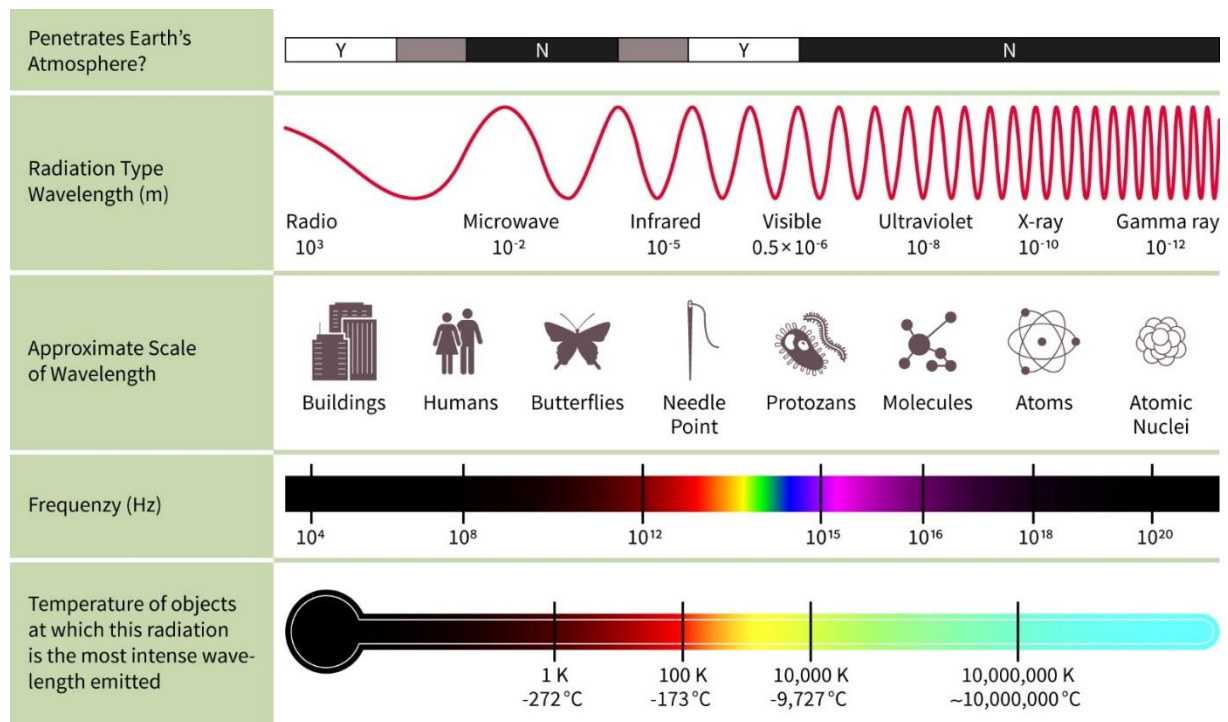 Penetrates Earth’s
Atmosphere?
Y N Y N
Radiation Type
Wavelength (m)
Radio Microwave Infrared Visible Ultraviolet X-ray Gamma ray
10³ 10⁻² 10⁻⁵ 0.5 × 10⁻⁶ 10⁻⁸ 10⁻¹⁰ 10⁻¹²
Approximate Scale
of Wavelength
Buildings Humans Butterflies Needle Protozans Molecules Atoms Atomic
Point Nuclei
Frequenzy (Hz)
10⁴ 10⁸ 10¹² 10¹⁵ 10¹⁶ 10¹⁸ 10²⁰
Temperature of objects
at which this radiation
is the most intense wave-
length emitted
1 K 100 K 10,000 K 10,000,000 K
-272 °C -173 °C -9,727 °C ~10,000,000 °C